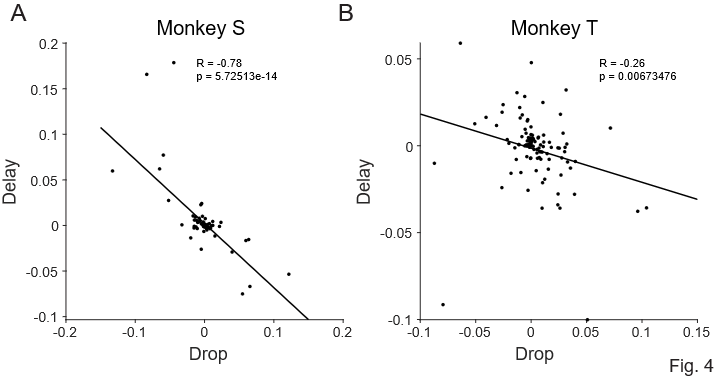 A
Monkey S
R = -0.78
p = 5.72513e-14
0.2
0.15
0.1
0.05
0
-0.05
-0.1
Delay
-0.2
-0.1
0
0.1
0.2
Drop
B
Monkey T
R = -0.26
p = 0.00673476
0.05
0
-0.05
-0.1
Delay
-0.1
-0.05
0
0.05
0.1
0.15
Drop
Fig. 4